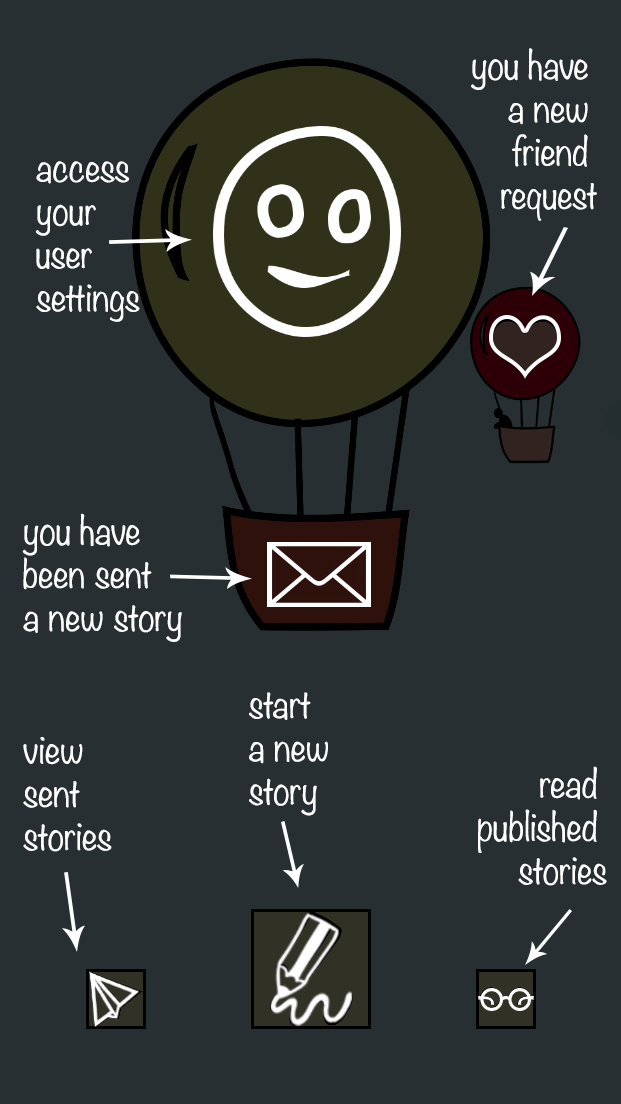 you have
a new
friend
request
access
your
user
settings
you have
been sent
a new story
start
a new
story
view
sent
stories
read
published
stories